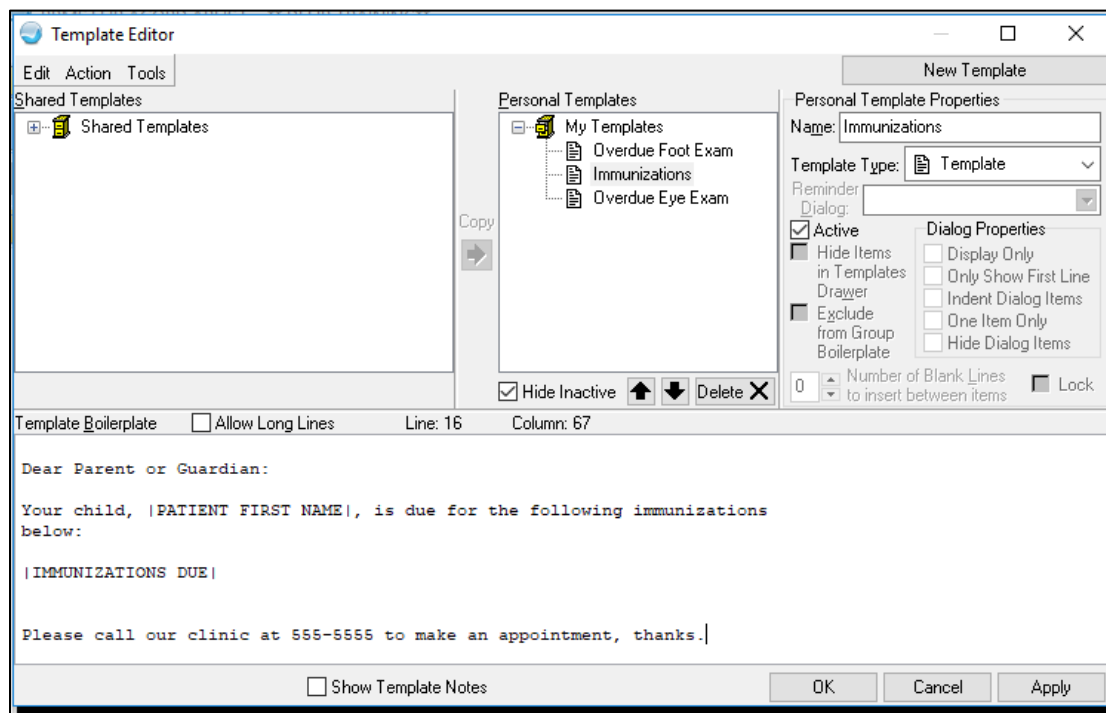 Template Editor
Edit Action Tools
New Template
Shared Templates
Shared Templates
Copy
Personal Templates
My Templates
Overdue Foot Exam
Immunizations
Overdue Eye Exam
Hide Inactive
Delete
Personal Template Properties
Name: Immunizations
Template Type: Template
Reminder
Dialog:
Active
Hide Items
in Templates
Drawer
Exclude
from Group
Boilerplate
Dialog Properties
Display Only
Only Show First Line
Indent Dialog Items
One Item Only
Hide Dialog Items
0 Number of Blank Lines
to insert between items
Lock
Template Boilerplate Allow Long Lines Line: 16 Column: 67
Dear Parent or Guardian:
Your child, |PATIENT FIRST NAME|, is due for the following immunizations
below:
|IMMUNIZATIONS DUE|
Please call our clinic at 555-5555 to make an appointment, thanks.
Show Template Notes
OK Cancel Apply